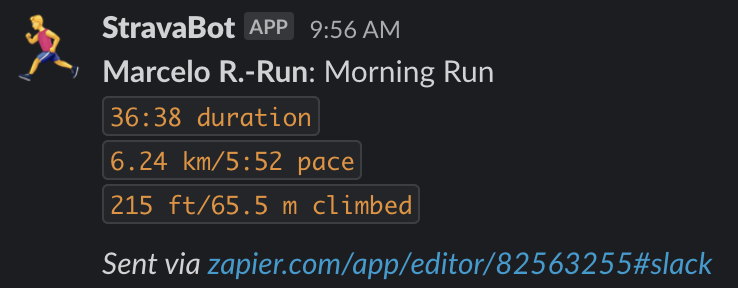 StravaBot APP 9:56 AM
Marcelo R.-Run: Morning Run
36:38 duration
6.24 km/5:52 pace
215 ft/65.5 m climbed
Sent via zapier.com/app/editor/82563255#slack